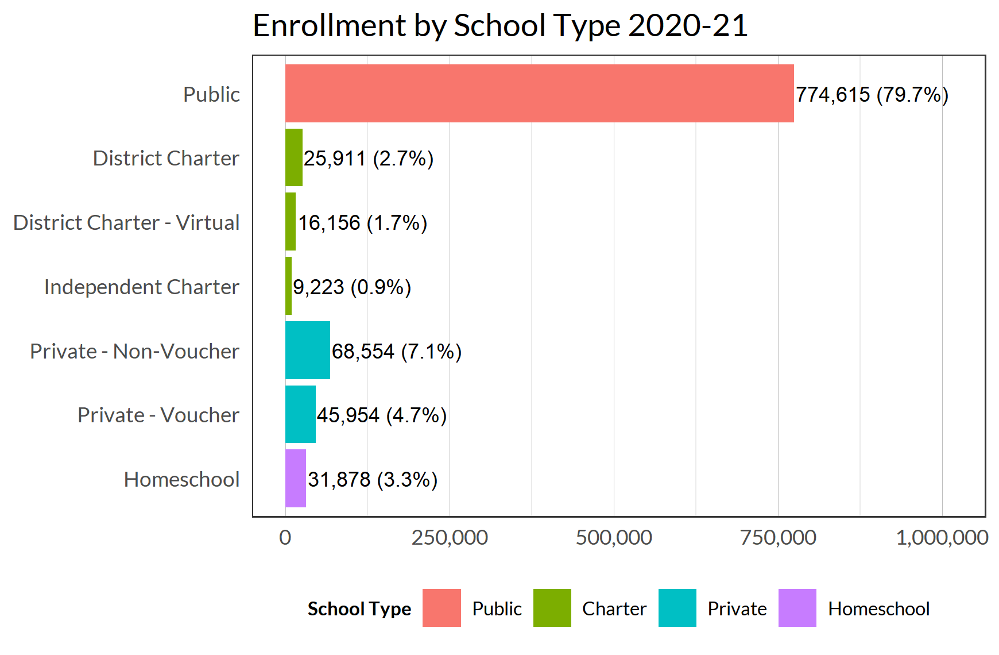 Enrollment by School Type 2020-21
Public
774,615 (79.7%)
District Charter
25,911 (2.7%)
District Charter - Virtual
16,156 (1.7%)
Independent Charter
9,223 (0.9%)
Private - Non-Voucher
68,554 (7.1%)
Private - Voucher
45,954 (4.7%)
Homeschool
31,878 (3.3%)
0 250,000 500,000 750,000 1,000,000
School Type Public Charter Private Homeschool